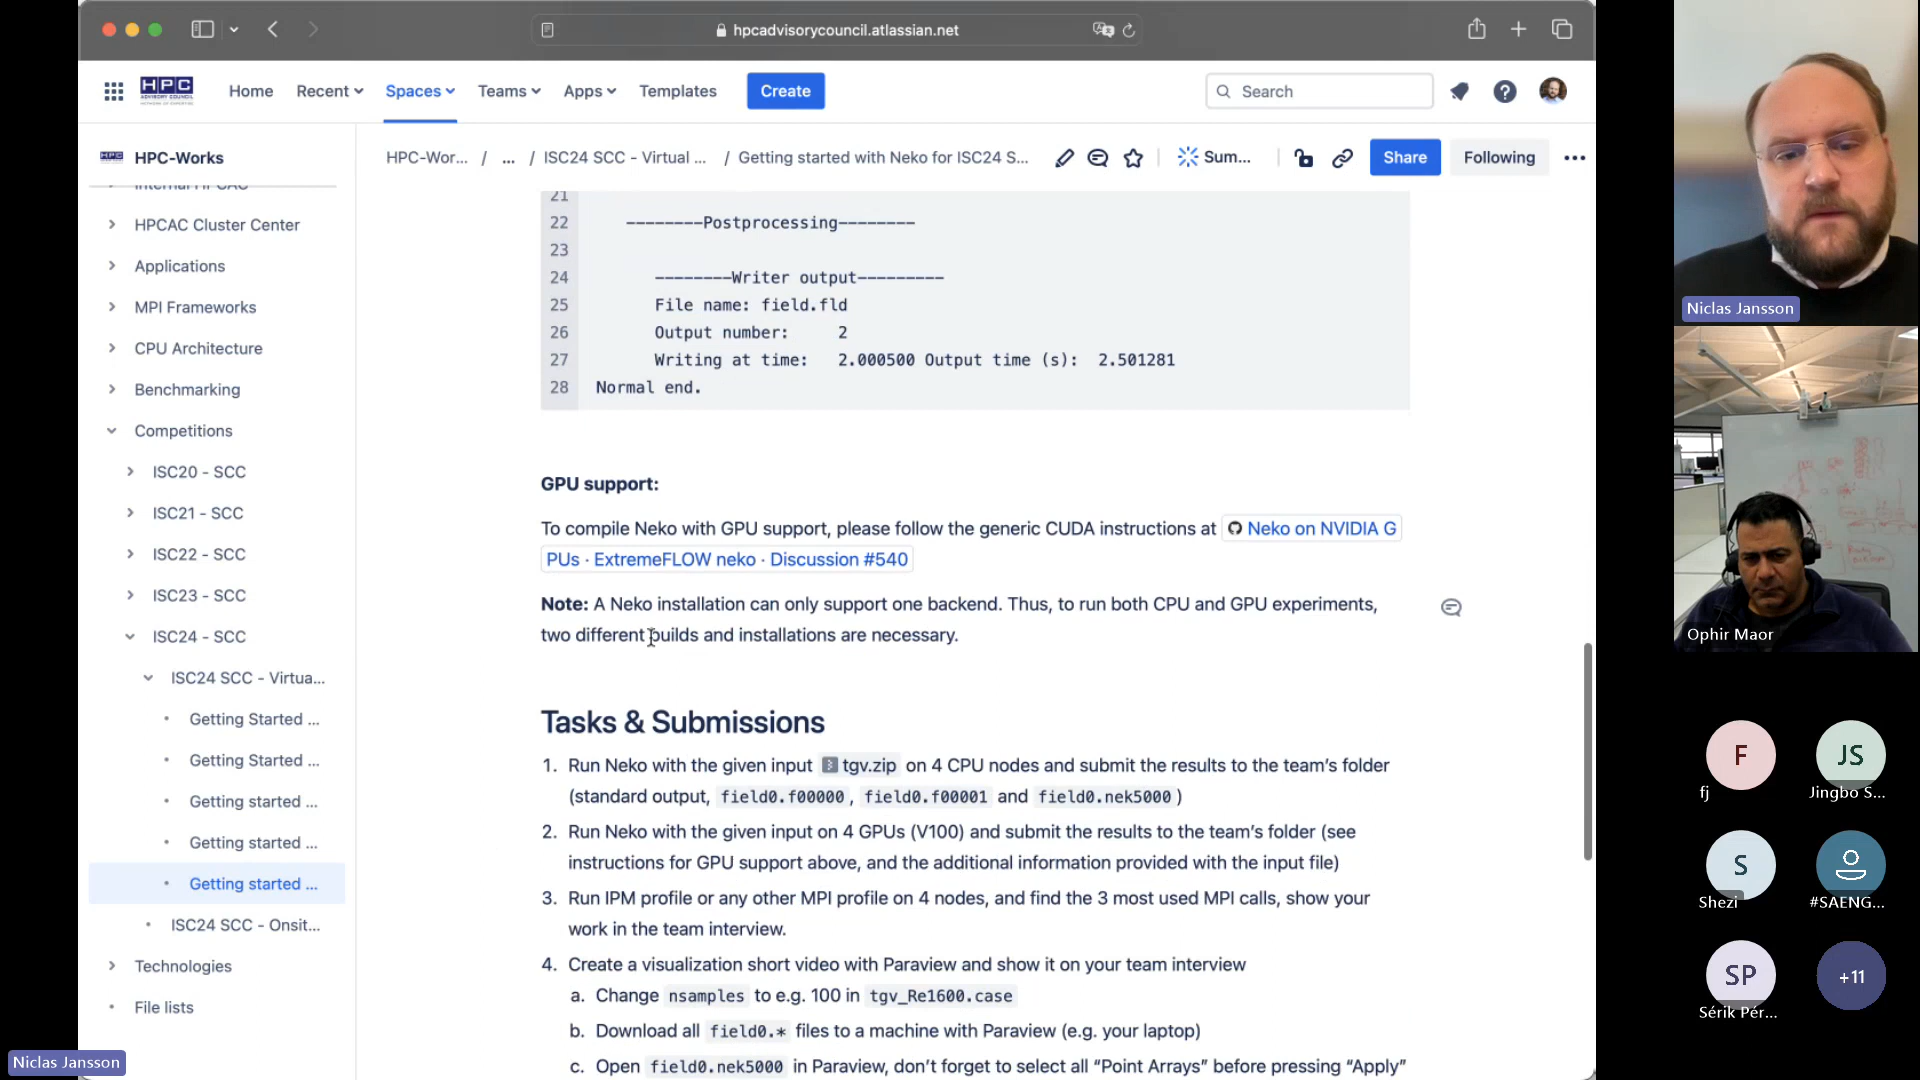 hpcadvisorycouncil.atlassian.net
HPC
Home
Recent
Spaces
Teams
Apps
Templates
Create
Search
HPC-Works
HPC-Wor... / ... / ISC24 SCC - Virtual ... / Getting started with Neko for ISC24 S...
Sum...
Share
Following
Internal HPCAC
HPCAC Cluster Center
Applications
MPI Frameworks
CPU Architecture
Benchmarking
Competitions
ISC20 - SCC
ISC21 - SCC
ISC22 - SCC
ISC23 - SCC
ISC24 - SCC
ISC24 SCC - Virtua...
Getting Started ...
Getting Started ...
Getting started ...
Getting started ...
Getting started ...
ISC24 SCC - Onsit...
Technologies
File lists
21
22 --------Postprocessing--------
23
24 --------Writer output---------
25 File name: field.fld
26 Output number: 2
27 Writing at time: 2.000500 Output time (s): 2.501281
28 Normal end.
GPU support:
To compile Neko with GPU support, please follow the generic CUDA instructions at Neko on NVIDIA G
PUs · ExtremeFLOW neko · Discussion #540
Note: A Neko installation can only support one backend. Thus, to run both CPU and GPU experiments,
two different builds and installations are necessary.
Tasks & Submissions
1. Run Neko with the given input tgv.zip on 4 CPU nodes and submit the results to the team’s folder
(standard output, field0.f00000, field0.f00001 and field0.nek5000)
2. Run Neko with the given input on 4 GPUs (V100) and submit the results to the team’s folder (see
instructions for GPU support above, and the additional information provided with the input file)
3. Run IPM profile or any other MPI profile on 4 nodes, and find the 3 most used MPI calls, show your
work in the team interview.
4. Create a visualization short video with Paraview and show it on your team interview
a. Change nsamples to e.g. 100 in tgv_Re1600.case
b. Download all field0.* files to a machine with Paraview (e.g. your laptop)
c. Open field0.nek5000 in Paraview, don’t forget to select all “Point Arrays” before pressing “Apply”
Niclas Jansson
Niclas Jansson
Ophir Maor
F
fj
JS
Jingbo S...
S
Shezi
#SAENG...
SP
Sérik Pér...
+11